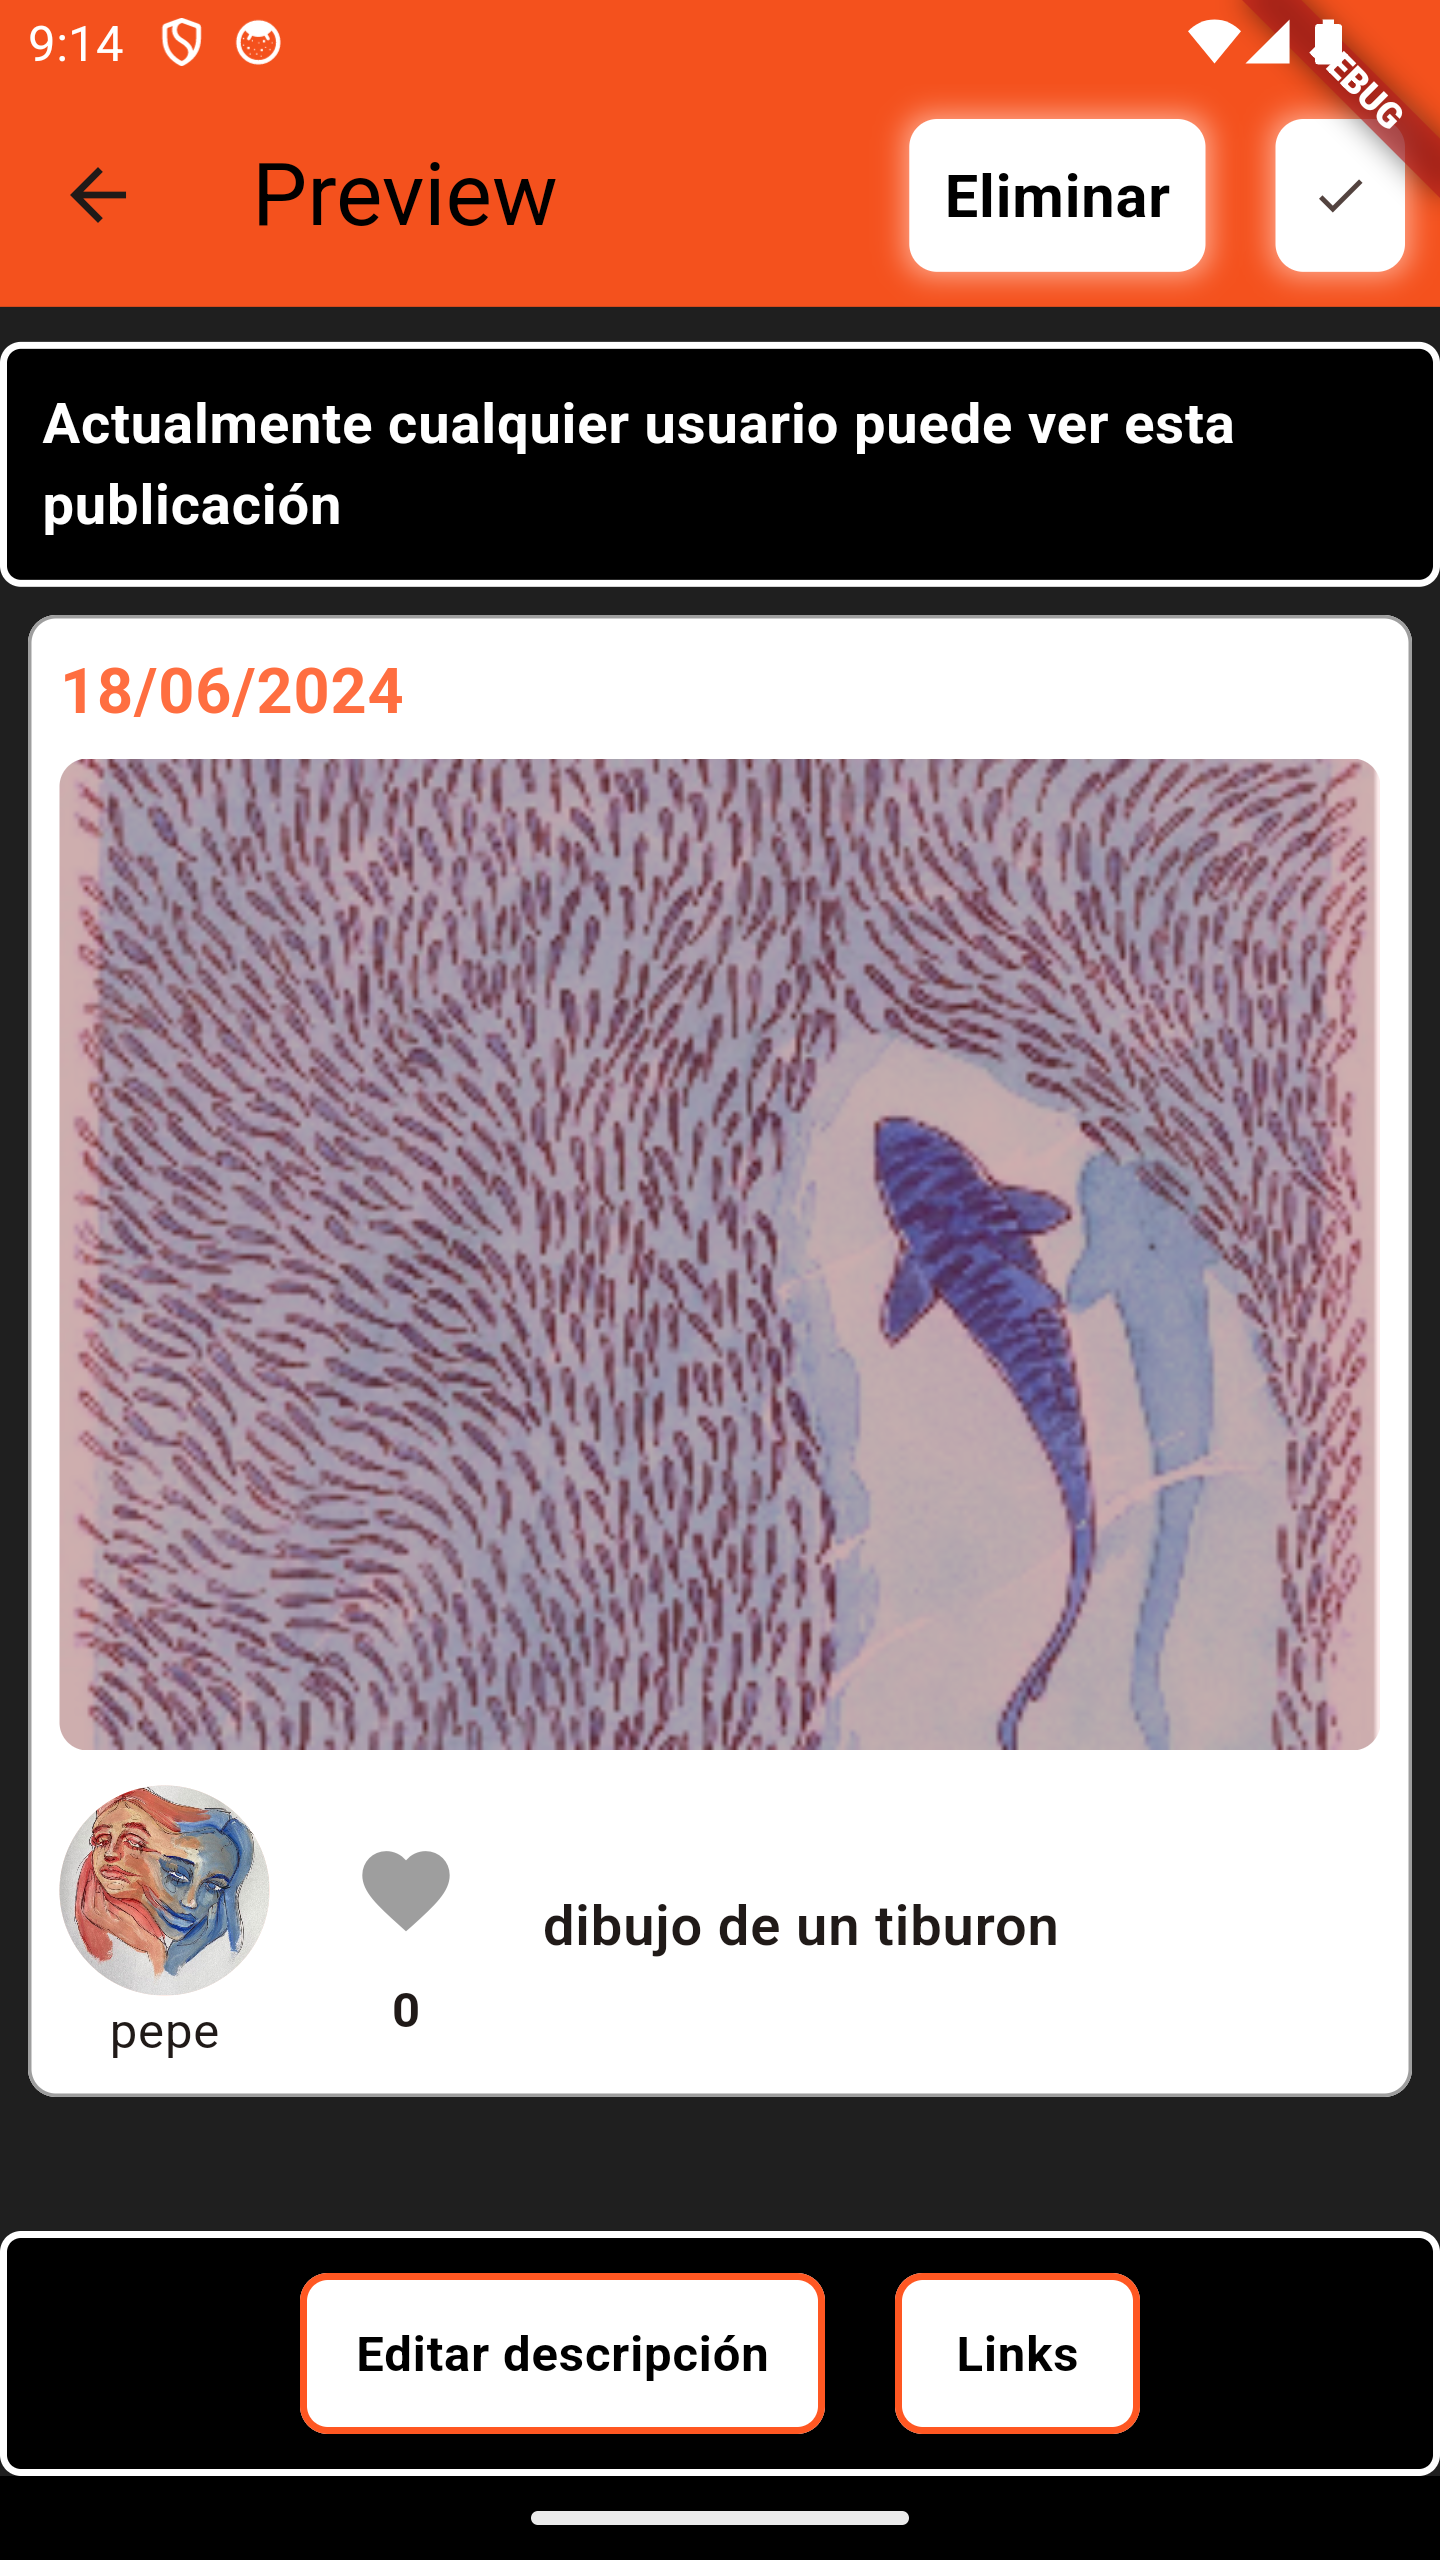 9:14
Preview
Eliminar
Actualmente cualquier usuario puede ver esta
publicación
18/06/2024
dibujo de un tiburon
0
pepe
Editar descripción
Links